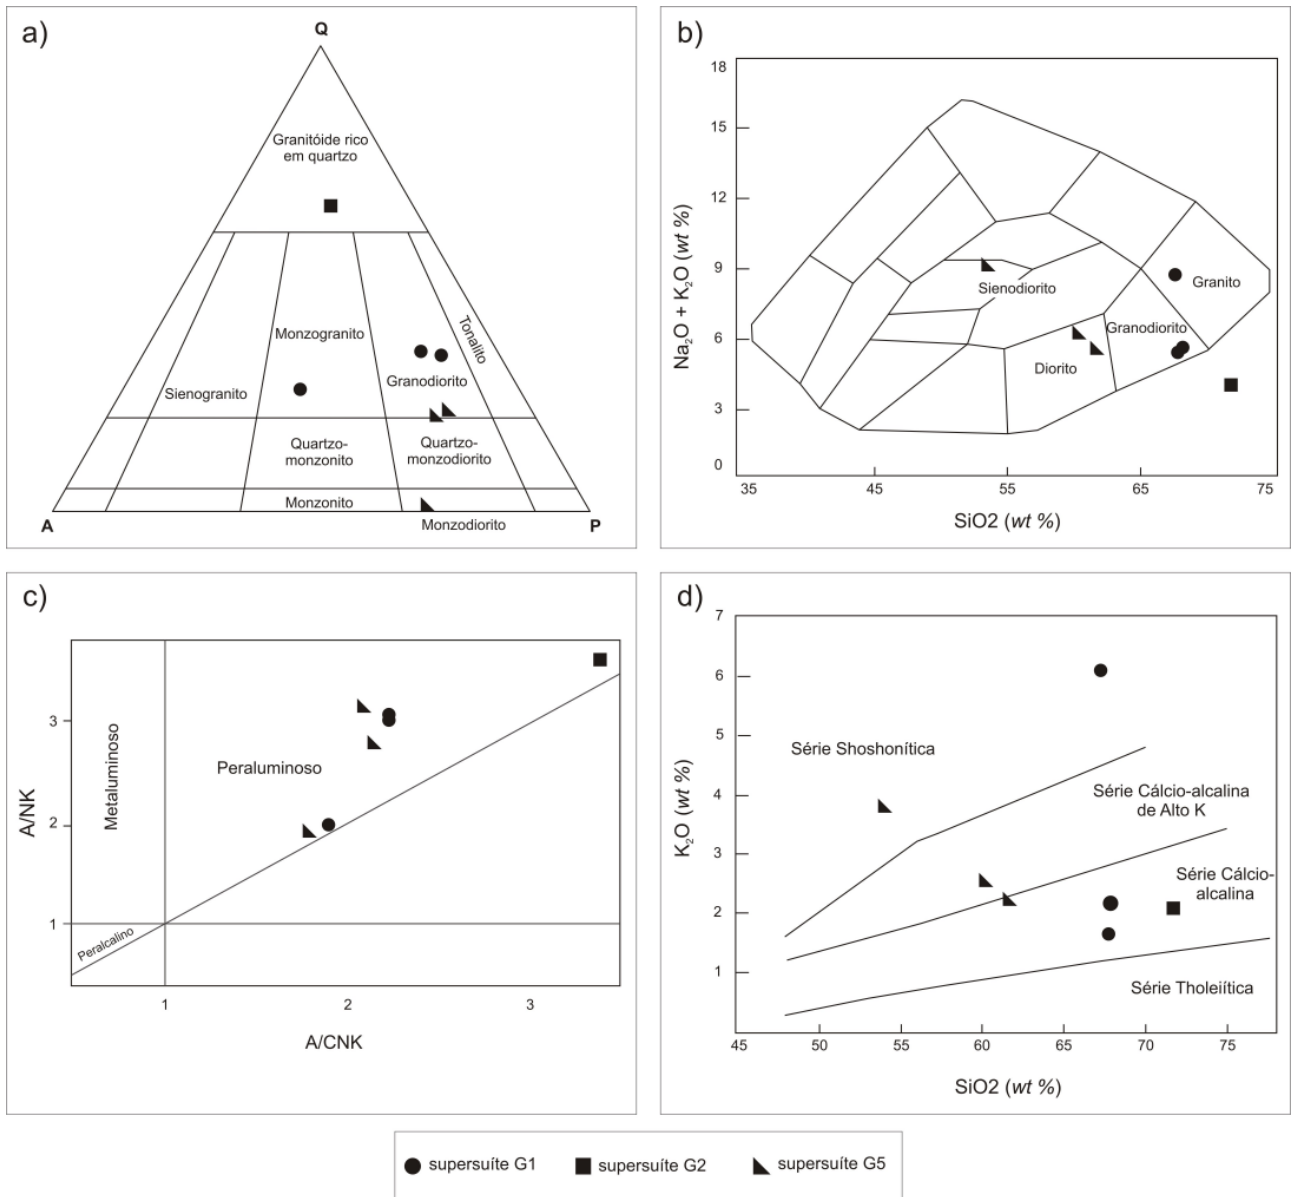 a)
Q
Granitóide rico
em quartzo
Monzogranito
Tonalito
Sienogranito
Granodiorito
Quartzo-
monzonito
Quartzo-
monzodiorito
Monzonito
A
Monzodiorito
P
b)
18
15
12
9
6
3
0
Na2O + K2O (wt %)
Sienodiorito
Granito
Granodiorito
Diorito
35
45
55
65
75
SiO2 (wt %)
c)
3
2
1
A/NK
Metaluminoso
Peraluminoso
Peralcalino
1
2
3
A/CNK
d)
7
6
5
4
3
2
1
K2O (wt %)
Série Shoshonítica
Série Cálcio-alcalina
de Alto K
Série Cálcio-
alcalina
Série Tholeiítica
45
50
55
60
65
70
75
SiO2 (wt %)
supersuíte G1
supersuíte G2
supersuíte G5